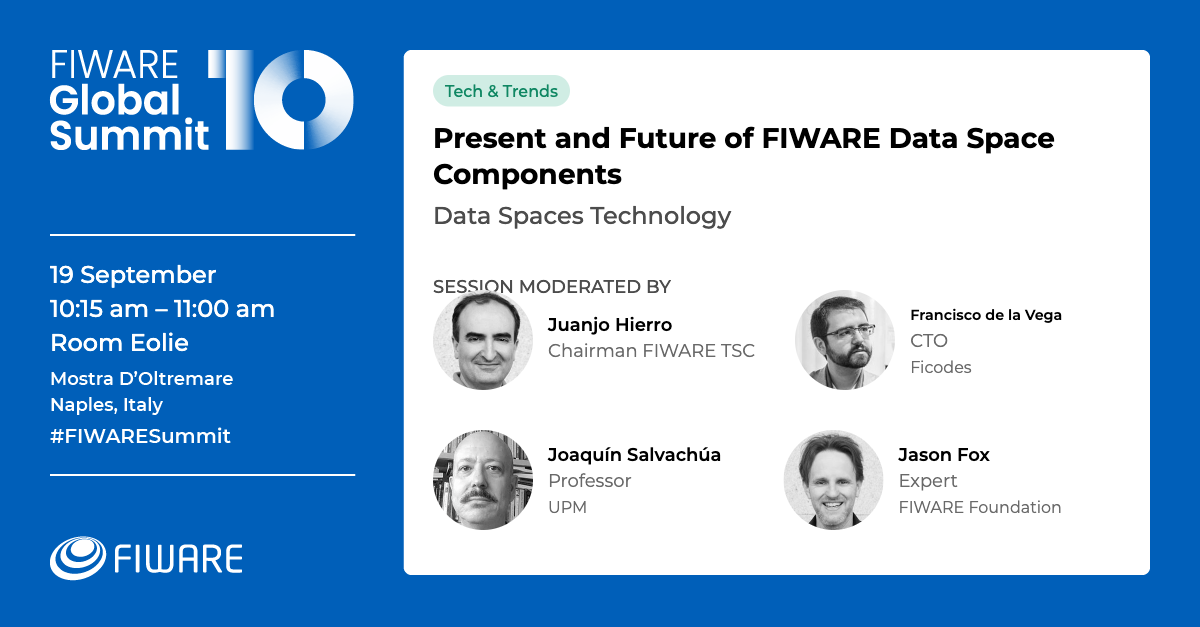 FIWARE
Global
Summit
10
19 September
10:15 am – 11:00 am
Room Eolie
Mostra D’Oltremare
Naples, Italy
#FIWARESummit
FIWARE
Tech & Trends
Present and Future of FIWARE Data Space
Components
Data Spaces Technology
SESSION MODERATED BY
Juanjo Hierro
Chairman FIWARE TSC
Francisco de la Vega
CTO
Ficodes
Joaquín Salvachúa
Professor
UPM
Jason Fox
Expert
FIWARE Foundation